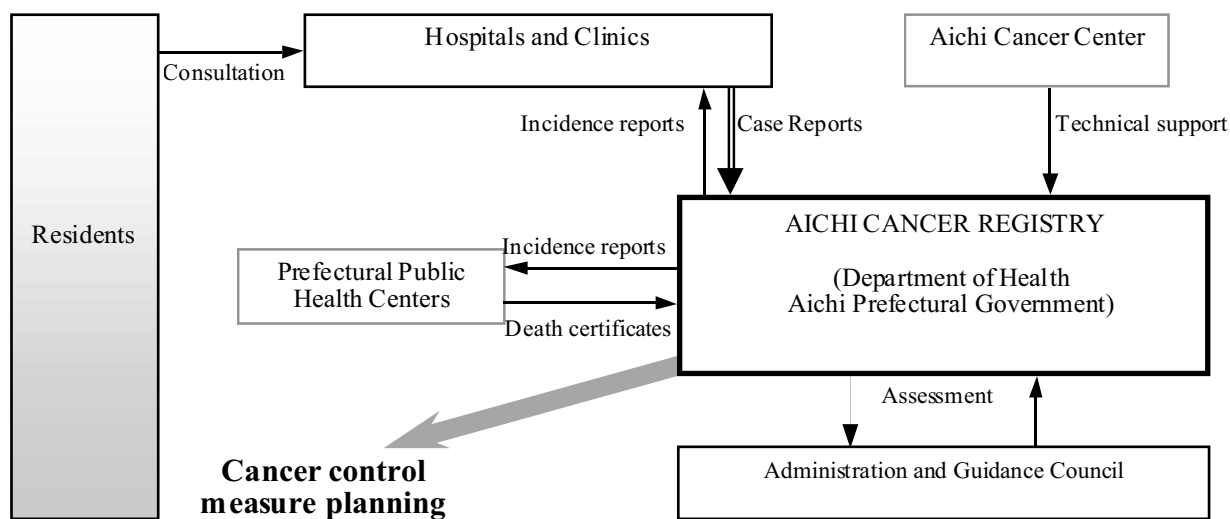 Hospitals and Clinics
Aichi Cancer Center
Consultation
Incidence reports
Case Reports
Technical support
Residents
AICHI CANCER REGISTRY
(Department of Health
Aichi Prefectural Government)
Incidence reports
Prefectural Public
Health Centers
Death certificates
Assessment
Cancer control
measure planning
Administration and Guidance Council